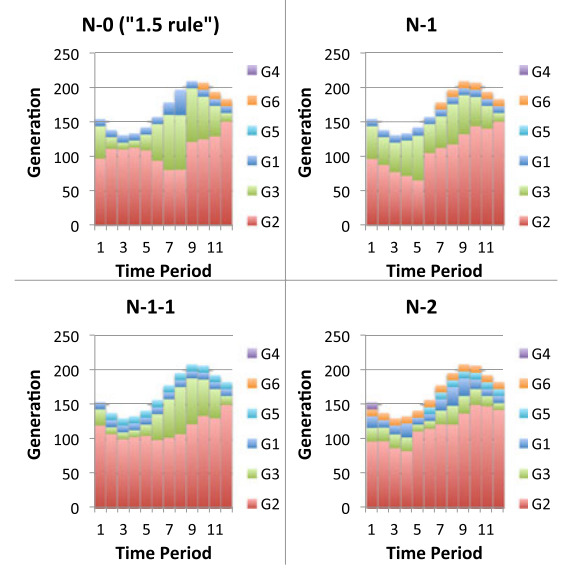 N-0 ("1.5 rule")
250
200
150
100
50
0
Generation
1 3 5 7 9 11
Time Period
G4
G6
G5
G1
G3
G2
N-1
250
200
150
100
50
0
Generation
1 3 5 7 9 11
Time Period
G4
G6
G5
G1
G3
G2
N-1-1
250
200
150
100
50
0
Generation
1 3 5 7 9 11
Time Period
G4
G6
G5
G1
G3
G2
N-2
250
200
150
100
50
0
Generation
1 3 5 7 9 11
Time Period
G4
G6
G5
G1
G3
G2